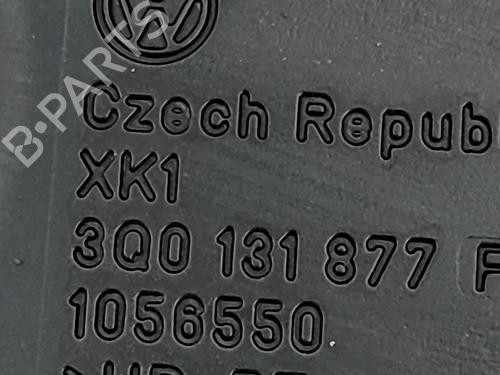 B-PARTS
Czech Repub
XK1
3Q0 131 877 F
1056550